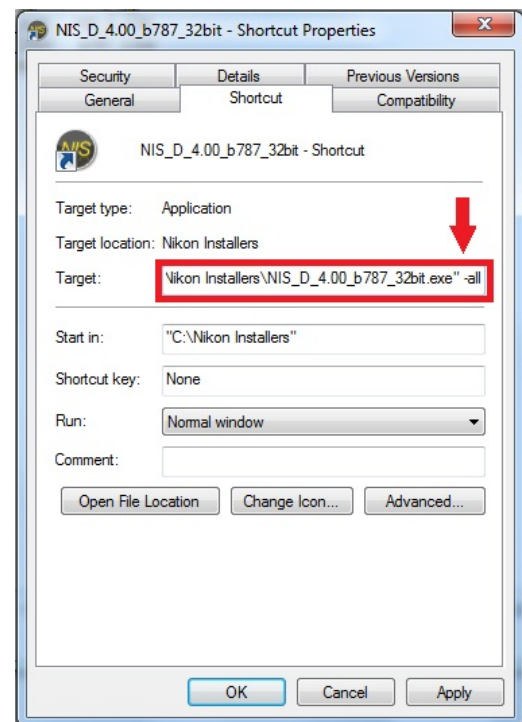 NIS_D_4.00_b787_32bit - Shortcut Properties
Security Details Previous Versions
General Shortcut Compatibility
NIS
NIS_D_4.00_b787_32bit - Shortcut
Target type: Application
Target location: Nikon Installers
Target: Nikon Installers\NIS_D_4.00_b787_32bit.exe" -all
Start in: "C:\Nikon Installers"
Shortcut key: None
Run: Normal window
Comment:
Open File Location Change Icon... Advanced...
OK Cancel Apply